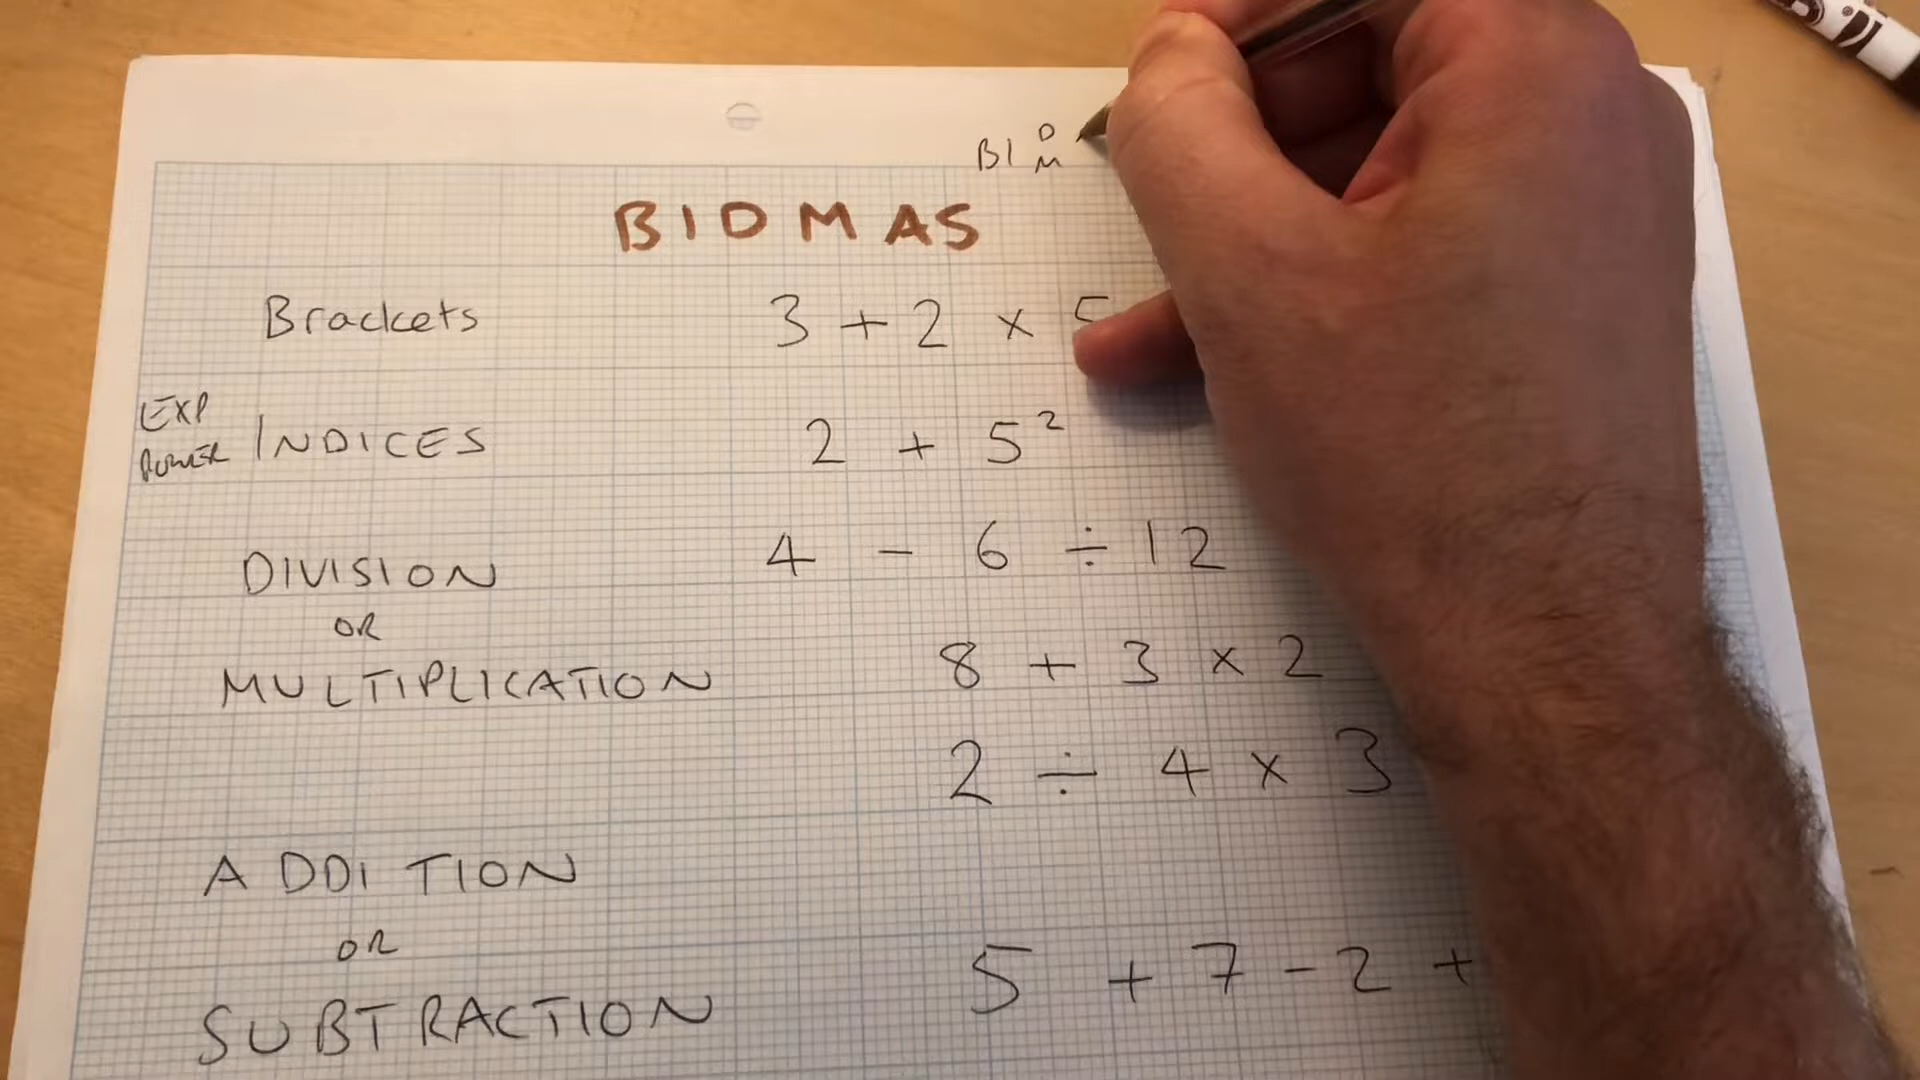 BI D
M
BIDMAS
Brackets 3 + 2 × 5
EXP
POWER INDICES 2 + 5²
DIVISION 4 - 6 ÷ 12
OR
MULTIPLICATION 8 + 3 × 2
2 ÷ 4 × 3
ADDITION
OR
5 + 7 - 2 +
SUBTRACTION